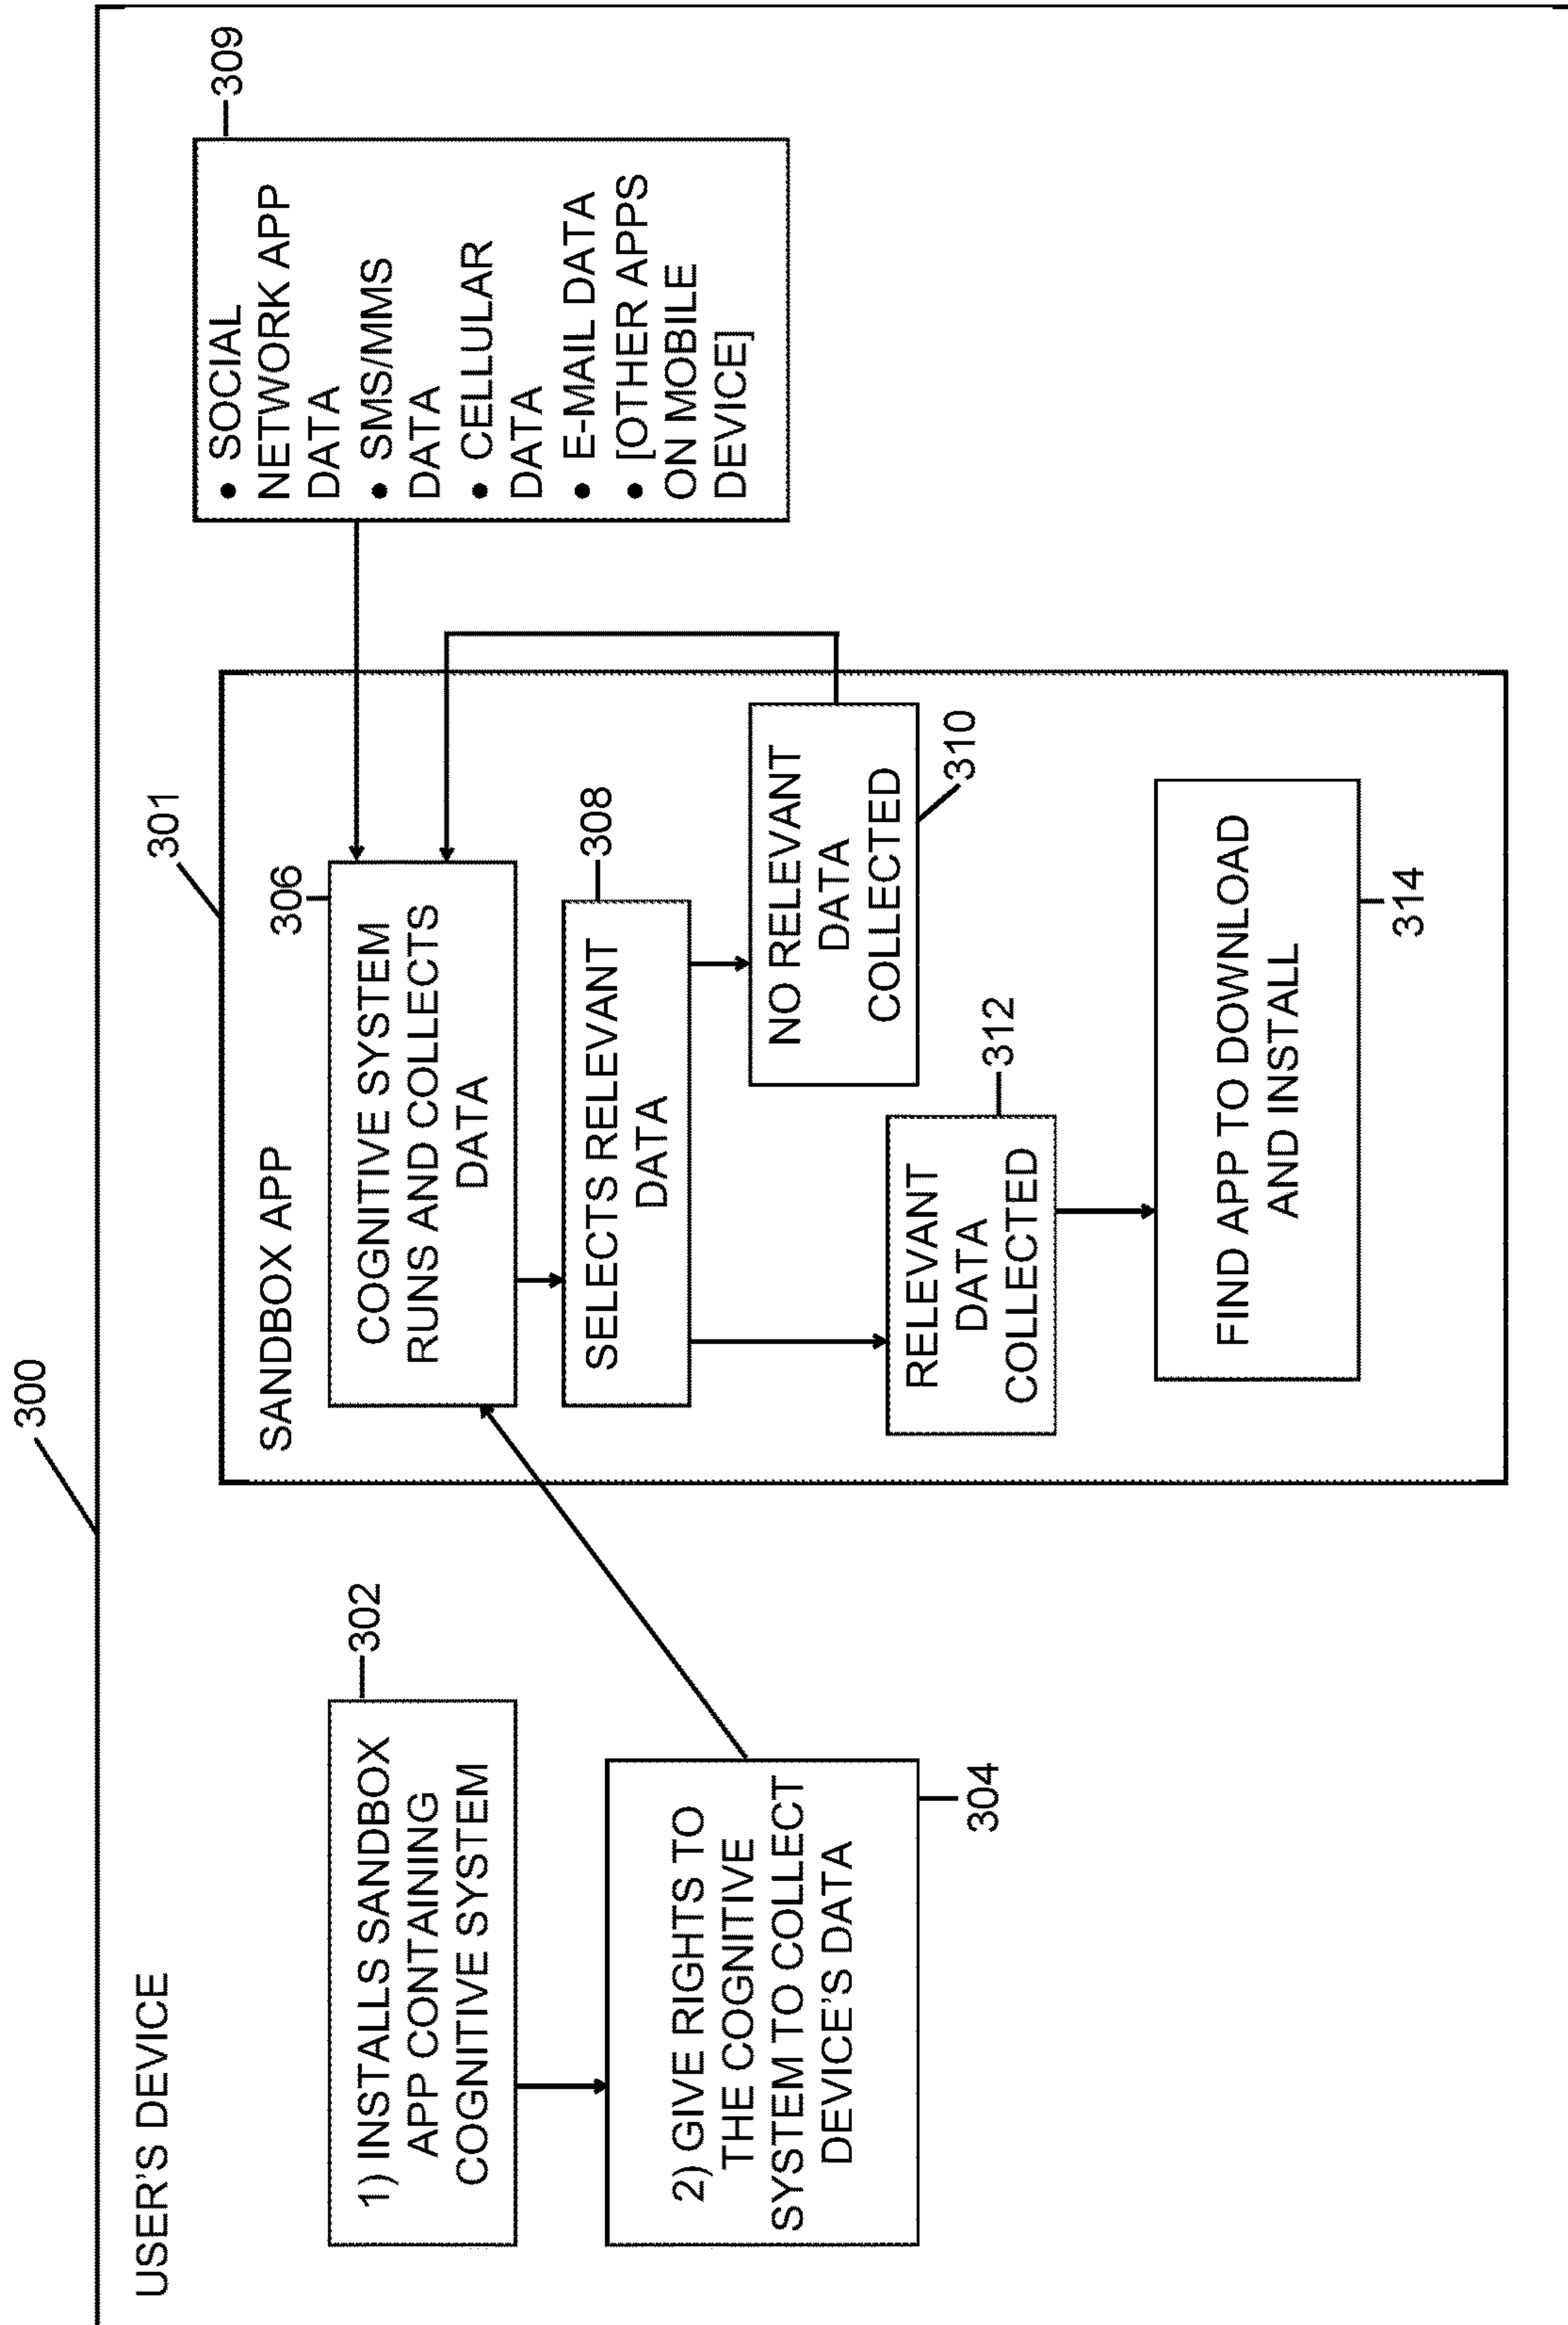 300
USER'S DEVICE
302
1) INSTALLS SANDBOX
APP CONTAINING
COGNITIVE SYSTEM
2) GIVE RIGHTS TO
THE COGNITIVE
SYSTEM TO COLLECT
DEVICE'S DATA
304
301
SANDBOX APP
306
COGNITIVE SYSTEM
RUNS AND COLLECTS
DATA
308
SELECTS RELEVANT
DATA
NO RELEVANT
DATA
COLLECTED
310
312
RELEVANT
DATA
COLLECTED
FIND APP TO DOWNLOAD
AND INSTALL
314
309
• SOCIAL
NETWORK APP
DATA
• SMS/MMS
DATA
• CELLULAR
DATA
• E-MAIL DATA
• [OTHER APPS
ON MOBILE
DEVICE]